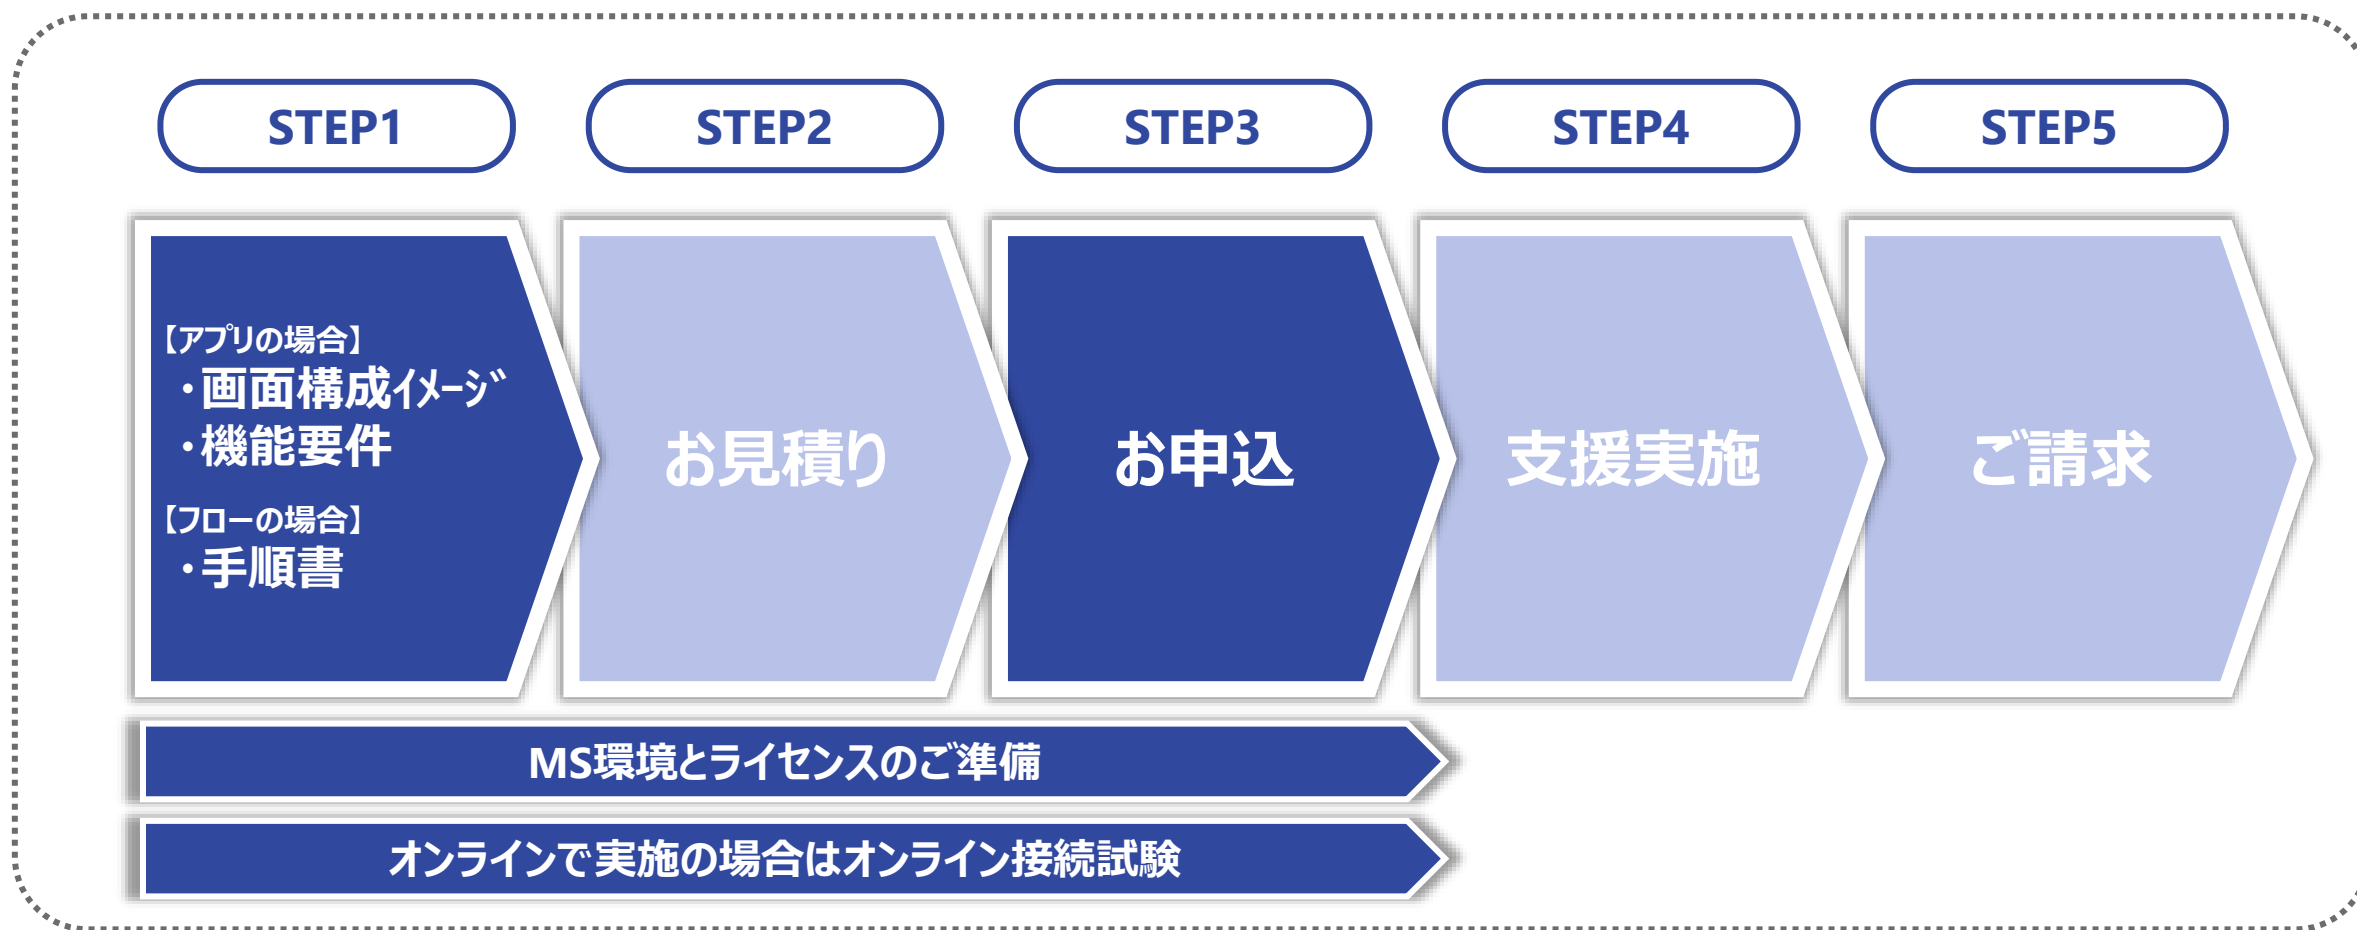 STEP1
STEP2
STEP3
STEP4
STEP5
【アプリの場合】
・画面構成ｲﾒｰｼﾞ
・機能要件
【フローの場合】
・手順書
お見積り
お申込
支援実施
ご請求
MS環境とライセンスのご準備
オンラインで実施の場合はオンライン接続試験